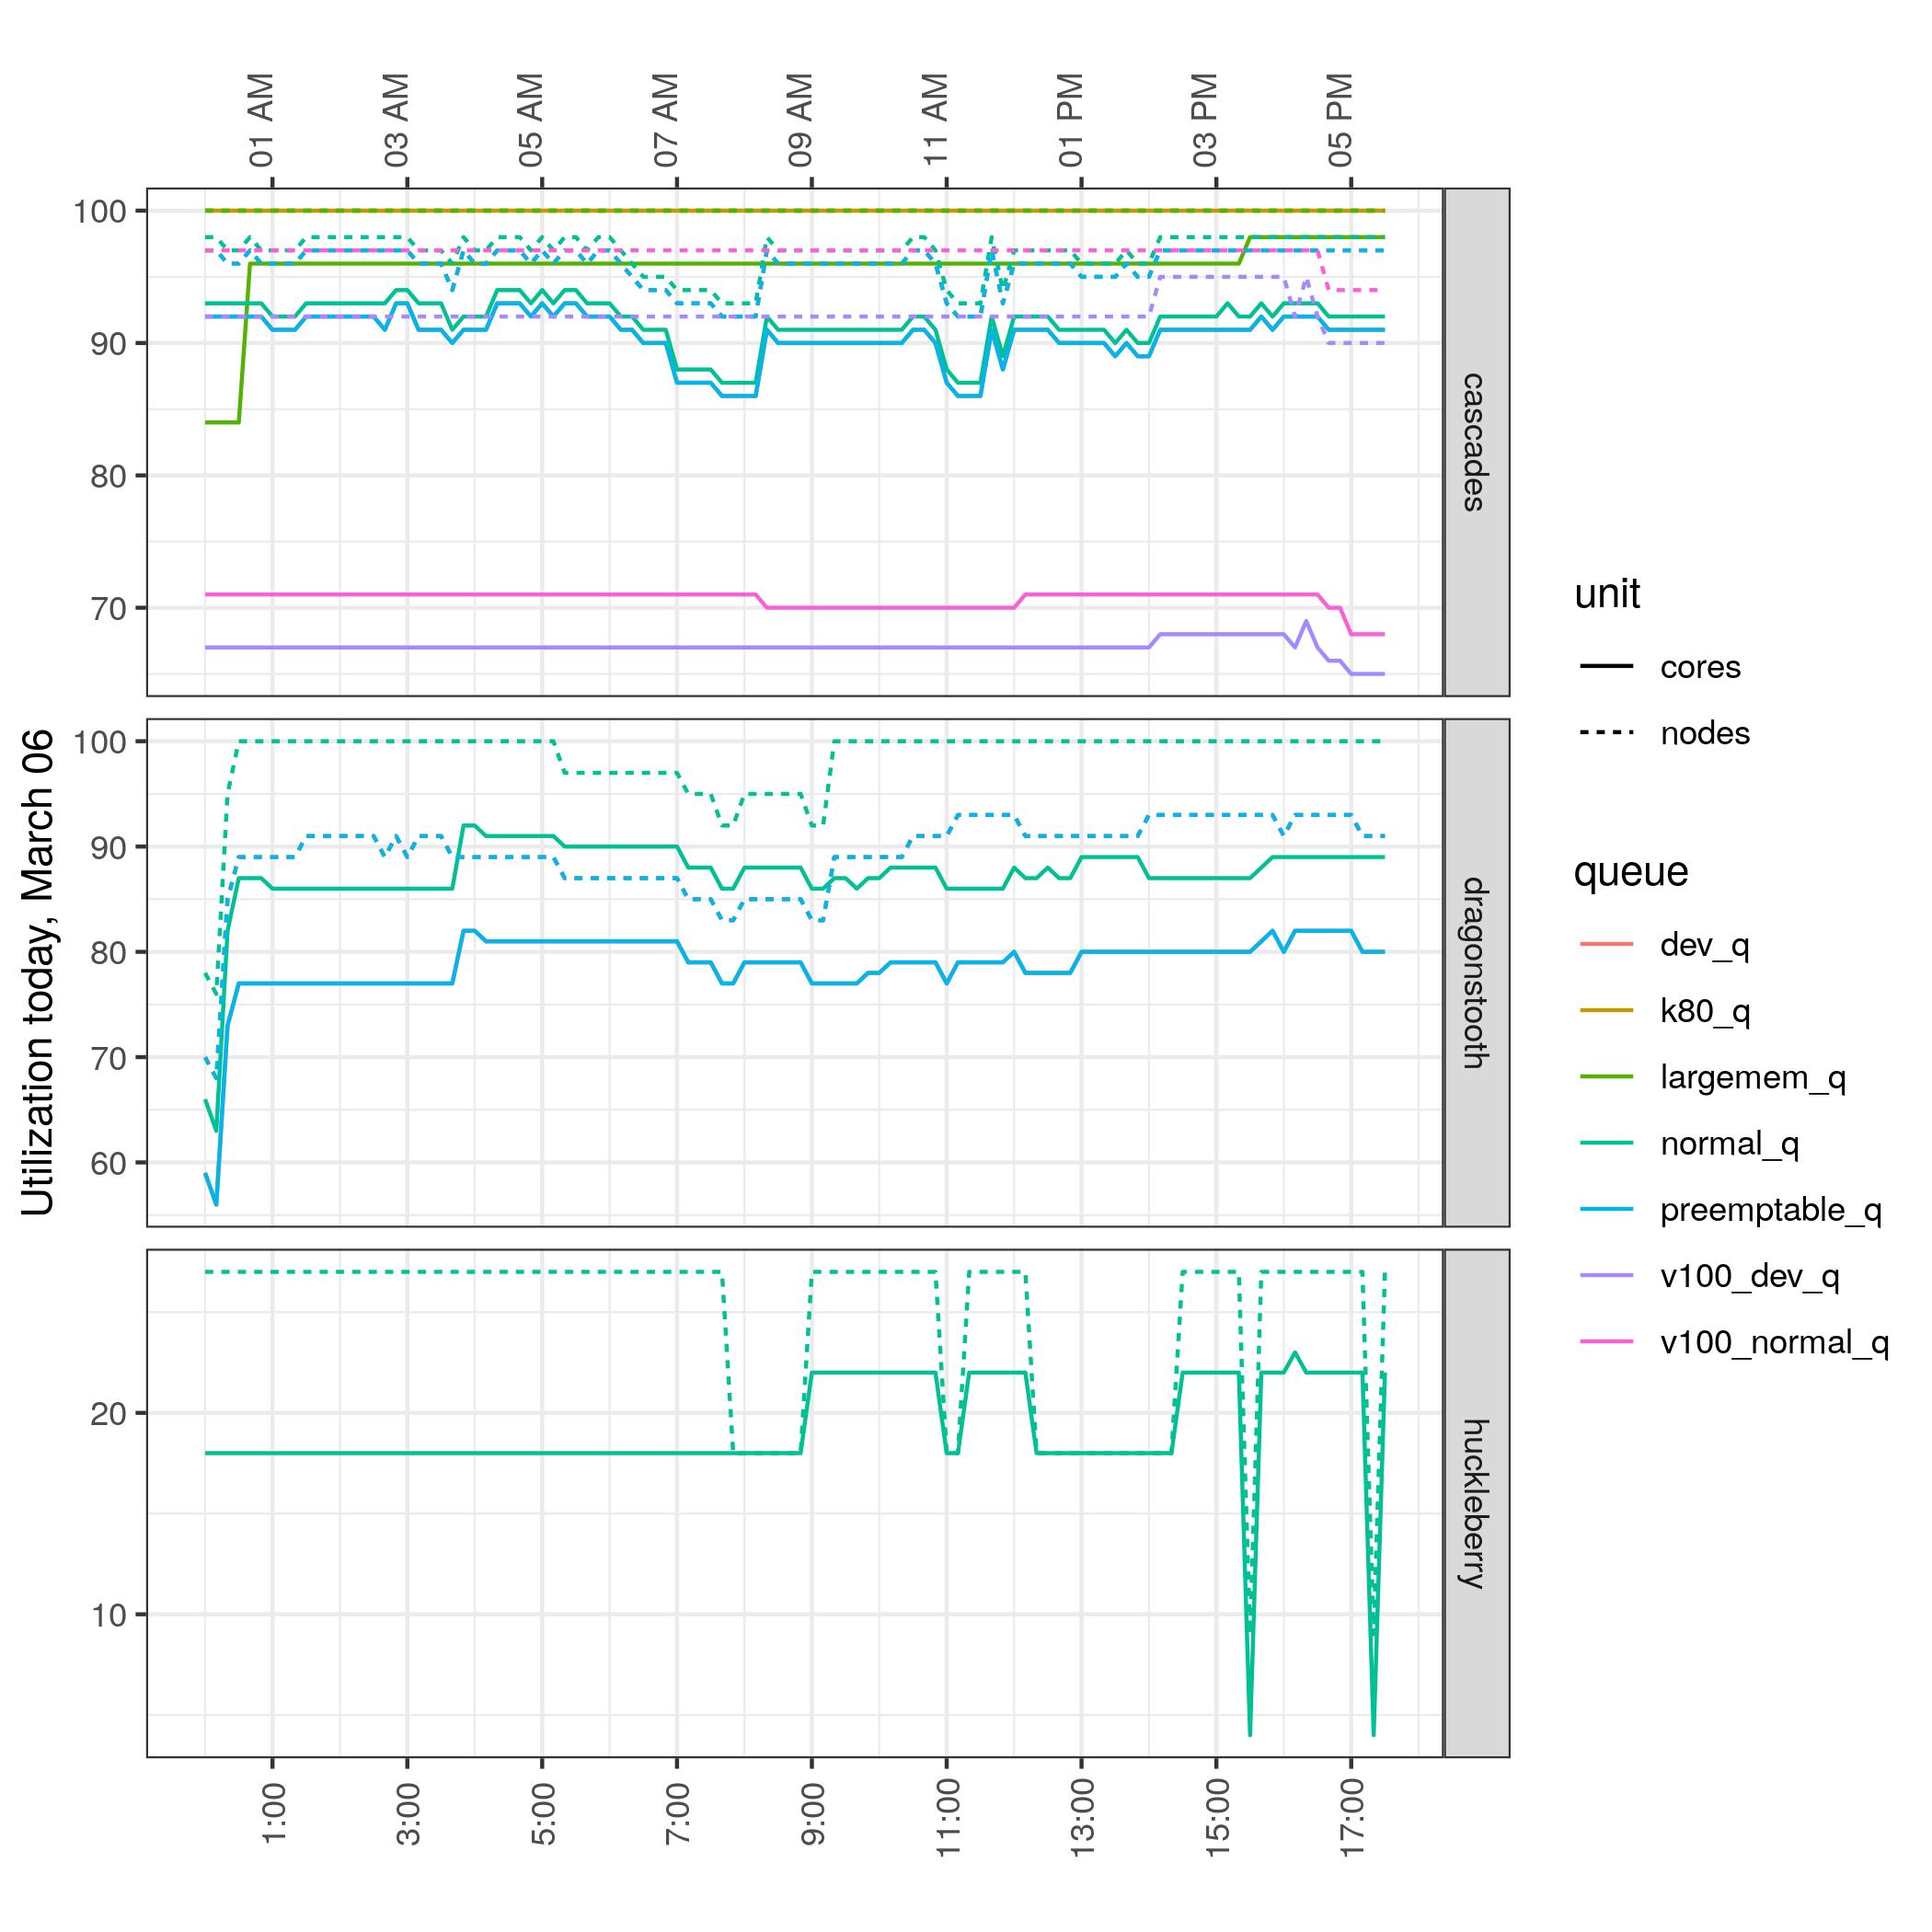 01 AM
03 AM
05 AM
07 AM
09 AM
11 AM
01 PM
03 PM
05 PM
Utilization today, March 06
100
90
80
70
cascades
100
90
80
70
60
dragonstooth
20
10
huckleberry
1:00
3:00
5:00
7:00
9:00
11:00
13:00
15:00
17:00
unit
cores
nodes
queue
dev_q
k80_q
largemem_q
normal_q
preemptable_q
v100_dev_q
v100_normal_q